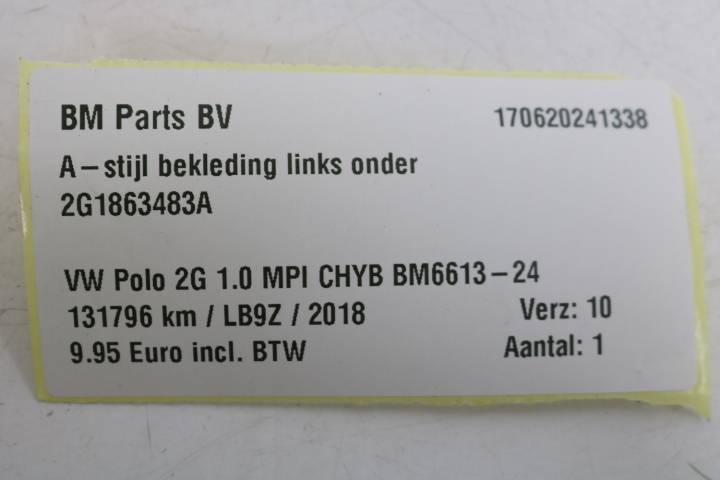 BM Parts BV 170620241338
A-stijl bekleding links onder
2G1863483A
VW Polo 2G 1.0 MPI CHYB BM6613-24
131796 km / LB9Z / 2018 Verz: 10
9.95 Euro incl. BTW Aantal: 1